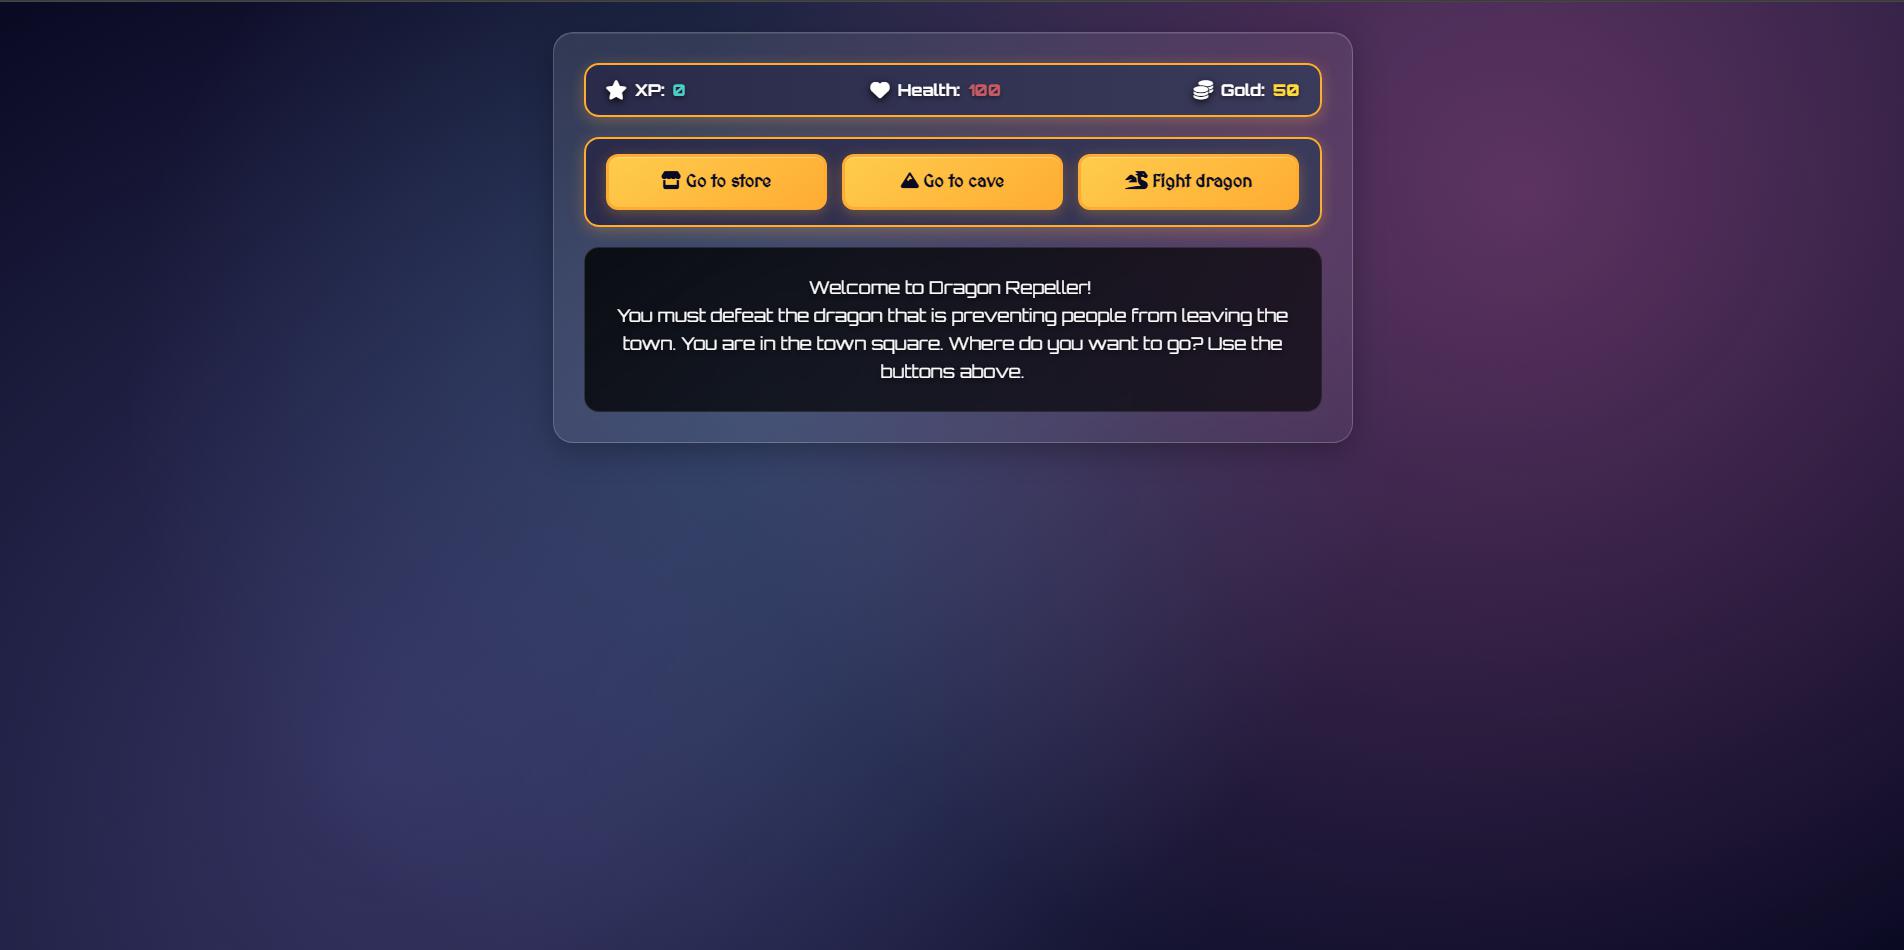 XP: 0 Health: 100 Gold: 50
Go to store Go to cave Fight dragon
Welcome to Dragon Repeller!
You must defeat the dragon that is preventing people from leaving the
town. You are in the town square. Where do you want to go? Use the
buttons above.